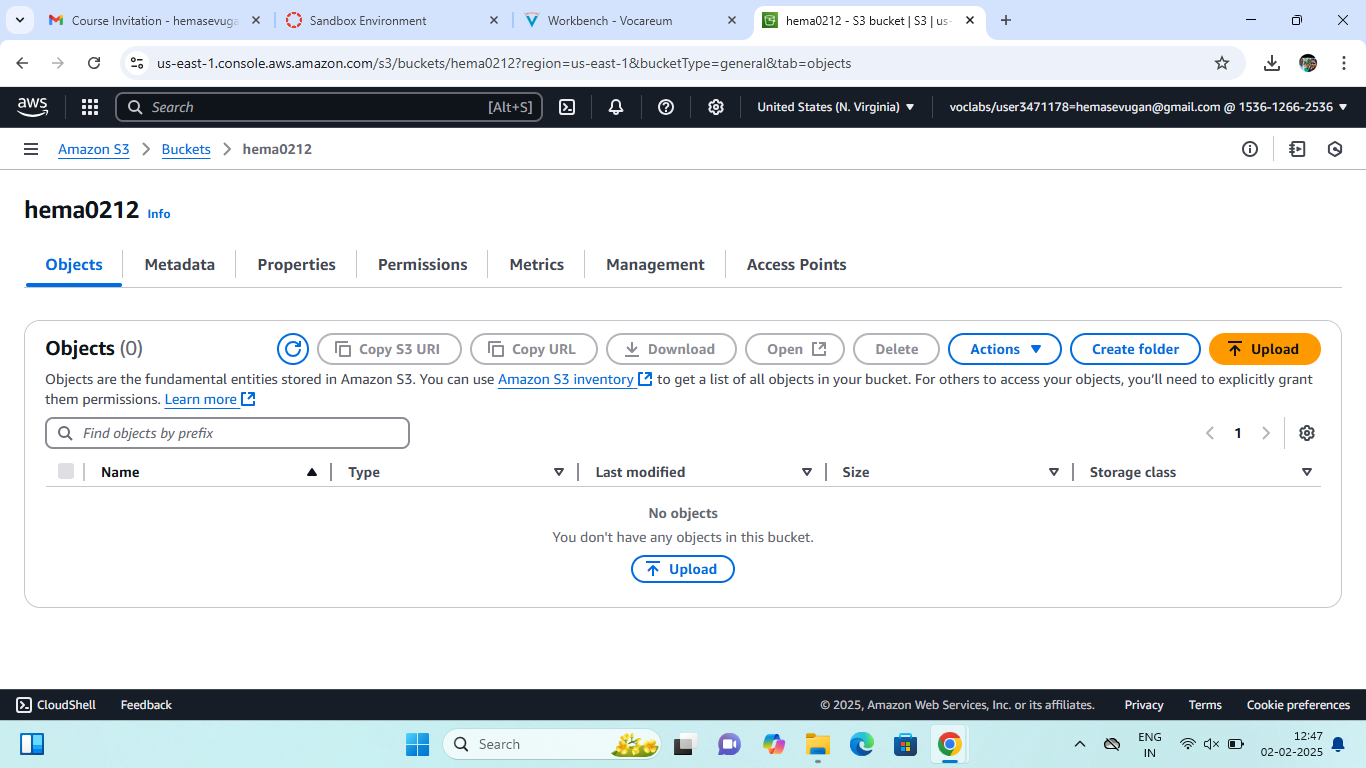 Course Invitation - hemasevuga
Sandbox Environment
Workbench - Vocareum
hema0212 - S3 bucket | S3 | us-
us-east-1.console.aws.amazon.com/s3/buckets/hema0212?region=us-east-1&bucketType=general&tab=objects
aws
Search [Alt+S]
United States (N. Virginia)
voclabs/user3471178=hemasevugan@gmail.com @ 1536-1266-2536
Amazon S3 > Buckets > hema0212
hema0212 Info
Objects Metadata Properties Permissions Metrics Management Access Points
Objects (0)
Copy S3 URI
Copy URL
Download
Open
Delete
Actions
Create folder
Upload
Objects are the fundamental entities stored in Amazon S3. You can use Amazon S3 inventory to get a list of all objects in your bucket. For others to access your objects, you'll need to explicitly grant
them permissions. Learn more
Find objects by prefix
1
Name Type Last modified Size Storage class
No objects
You don't have any objects in this bucket.
Upload
CloudShell Feedback
© 2025, Amazon Web Services, Inc. or its affiliates. Privacy Terms Cookie preferences
Search
ENG
IN
12:47
02-02-2025